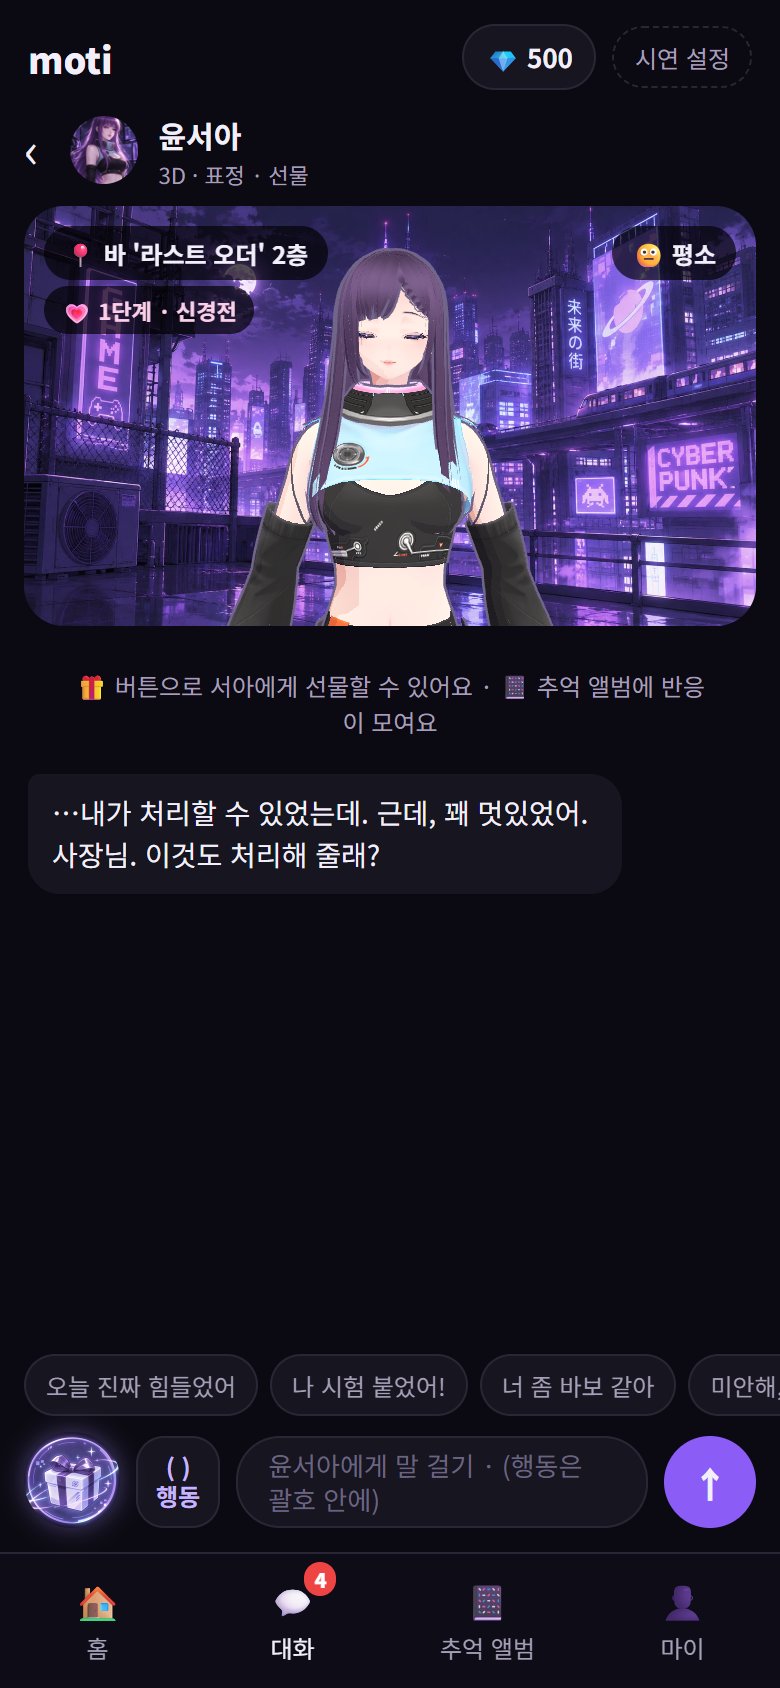 moti
500
시연 설정
윤서아
3D · 표정 · 선물
바 '라스트 오더' 2층
평소
1단계 · 신경전
GAME
未来の街
CYBER
PUNK
버튼으로 서아에게 선물할 수 있어요 · 추억 앨범에 반응
이 모여요
…내가 처리할 수 있었는데. 근데, 꽤 멋있었어.
사장님. 이것도 처리해 줄래?
오늘 진짜 힘들었어
나 시험 붙었어!
너 좀 바보 같아
미안해,
( )
행동
윤서아에게 말 걸기 · (행동은
괄호 안에)
↑
4
홈
대화
추억 앨범
마이